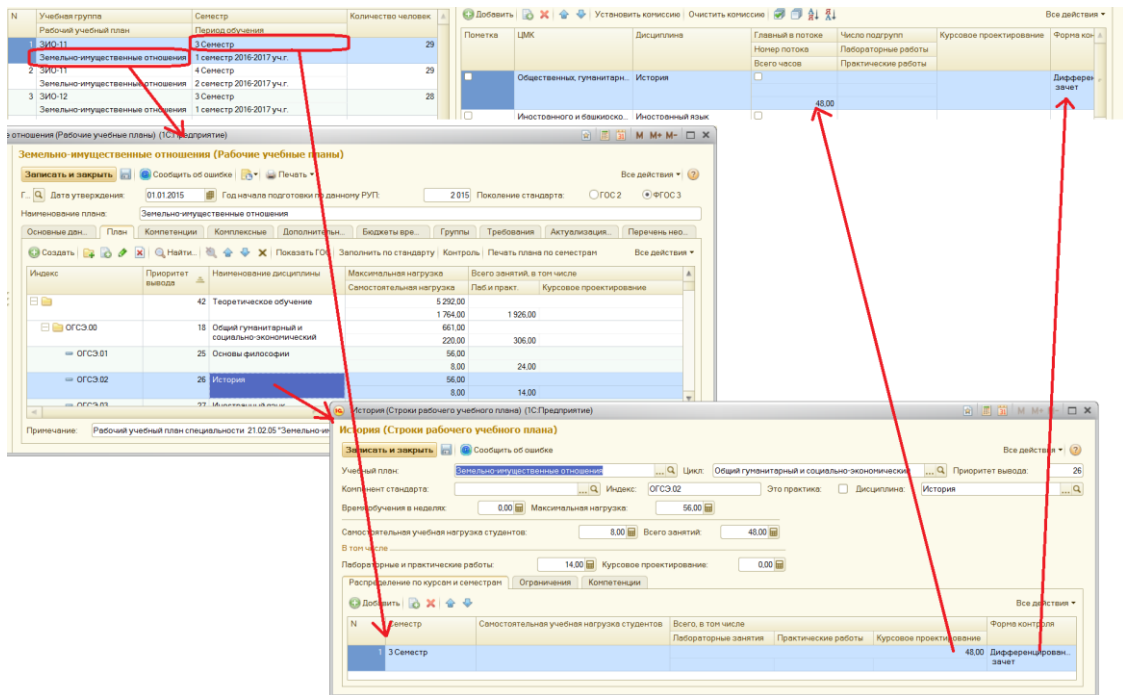 N Учебная группа Семестр Количество человек
Рабочий учебный план Период обучения
1 ЗИО-11 3 Семестр 29
Земельно-имущественные отношения 1 семестр 2016-2017 уч.г.
2 ЗИО-11 4 Семестр 29
Земельно-имущественные отношения 2 семестр 2016-2017 уч.г.
3 ЗИО-12 3 Семестр 28
Земельно-имущественные отношения 1 семестр 2016-2017 уч.г.
Добавить Установить комиссию Очистить комиссию Все действия
Пометка ЦМК Дисциплина Главный в потоке Число подгрупп Курсовое проектирование Форма кон
Номер потока Лабораторные работы
Всего часов Практические работы
Общественных, гуманитарн... История Дифферен
зачет
48,00
Иностранного и башкирско... Иностранный язык
е отношения (Рабочие учебные планы) (1С:Предприятие) M M+ M-
Земельно-имущественные отношения (Рабочие учебные планы)
Записать и закрыть Сообщить об ошибке Печать Все действия
Г... Дата утверждения: 01.01.2015 Год начала подготовки по данному РУП: 2 015 Поколение стандарта: ГОС 2 ФГОС 3
Наименование плана: Земельно-имущественные отношения
Основные дан... План Компетенции Комплексные Дополнительн... Бюджеты вре... Группы Требования Актуализация... Перечень нео...
Создать Найти... Показать ГОС Заполнить по стандарту Контроль Печать плана по семестрам Все действия
Индекс Приоритет вывода Наименование дисциплины Максимальная нагрузка Всего занятий, в том числе
Самостоятельная нагрузка Лаб.и практ. Курсовое проектирование
42 Теоретическое обучение 5 292,00
1 764,00 1 926,00
ОГСЭ.00 18 Общий гуманитарный и 661,00
социально-экономический 220,00 306,00
ОГСЭ.01 25 Основы философии 56,00
8,00 24,00
ОГСЭ.02 26 История 56,00
8,00 14,00
ОГСЭ.03 27 Иностранный язык
Примечание: Рабочий учебный план специальности 21.02.05 "Земельно-им
История (Строки рабочего учебного плана) (1С:Предприятие) M M+ M-
История (Строки рабочего учебного плана)
Записать и закрыть Сообщить об ошибке Все действия
Учебный план: Земельно-имущественные отношения ... Цикл: Общий гуманитарный и социально-экономический ... Приоритет вывода: 26
Компонент стандарта: ... Индекс: ОГСЭ.02 Это практика: Дисциплина: История ...
Время обучения в неделях: 0,00 Максимальная нагрузка: 56,00
Самостоятельная учебная нагрузка студентов: 8,00 Всего занятий: 48,00
В том числе
Лабораторные и практические работы: 14,00 Курсовое проектирование: 0,00
Распределение по курсам и семестрам Ограничения Компетенции
Добавить Все действия
N Семестр Самостоятельная учебная нагрузка студентов Всего, в том числе Форма контроля
Лабораторные занятия Практические работы Курсовое проектирование
1 3 Семестр 48,00 Дифференцирован...
зачет